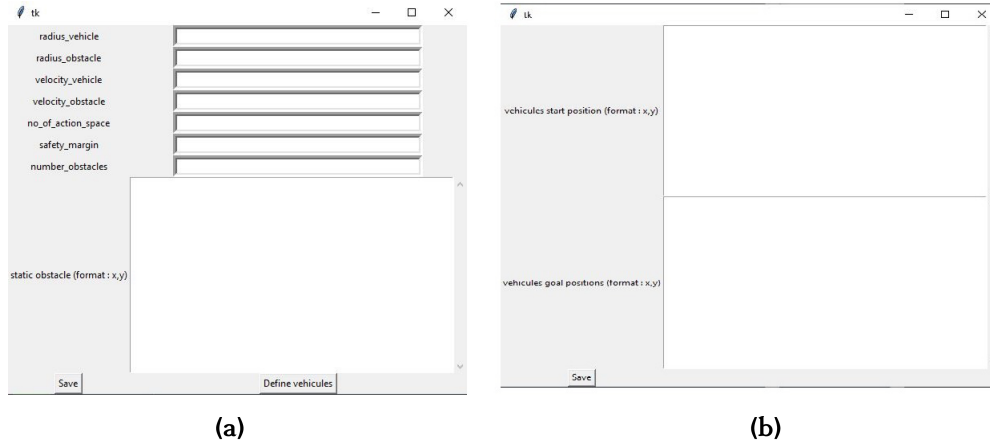 tk
radius_vehicle
radius_obstacle
velocity_vehicle
velocity_obstacle
no_of_action_space
safety_margin
number_obstacles
static obstacle (format : x,y)
Save
Define vehicules
(a)
tk
vehicules start position (format : x,y)
vehicules goal positions (format : x,y)
Save
(b)